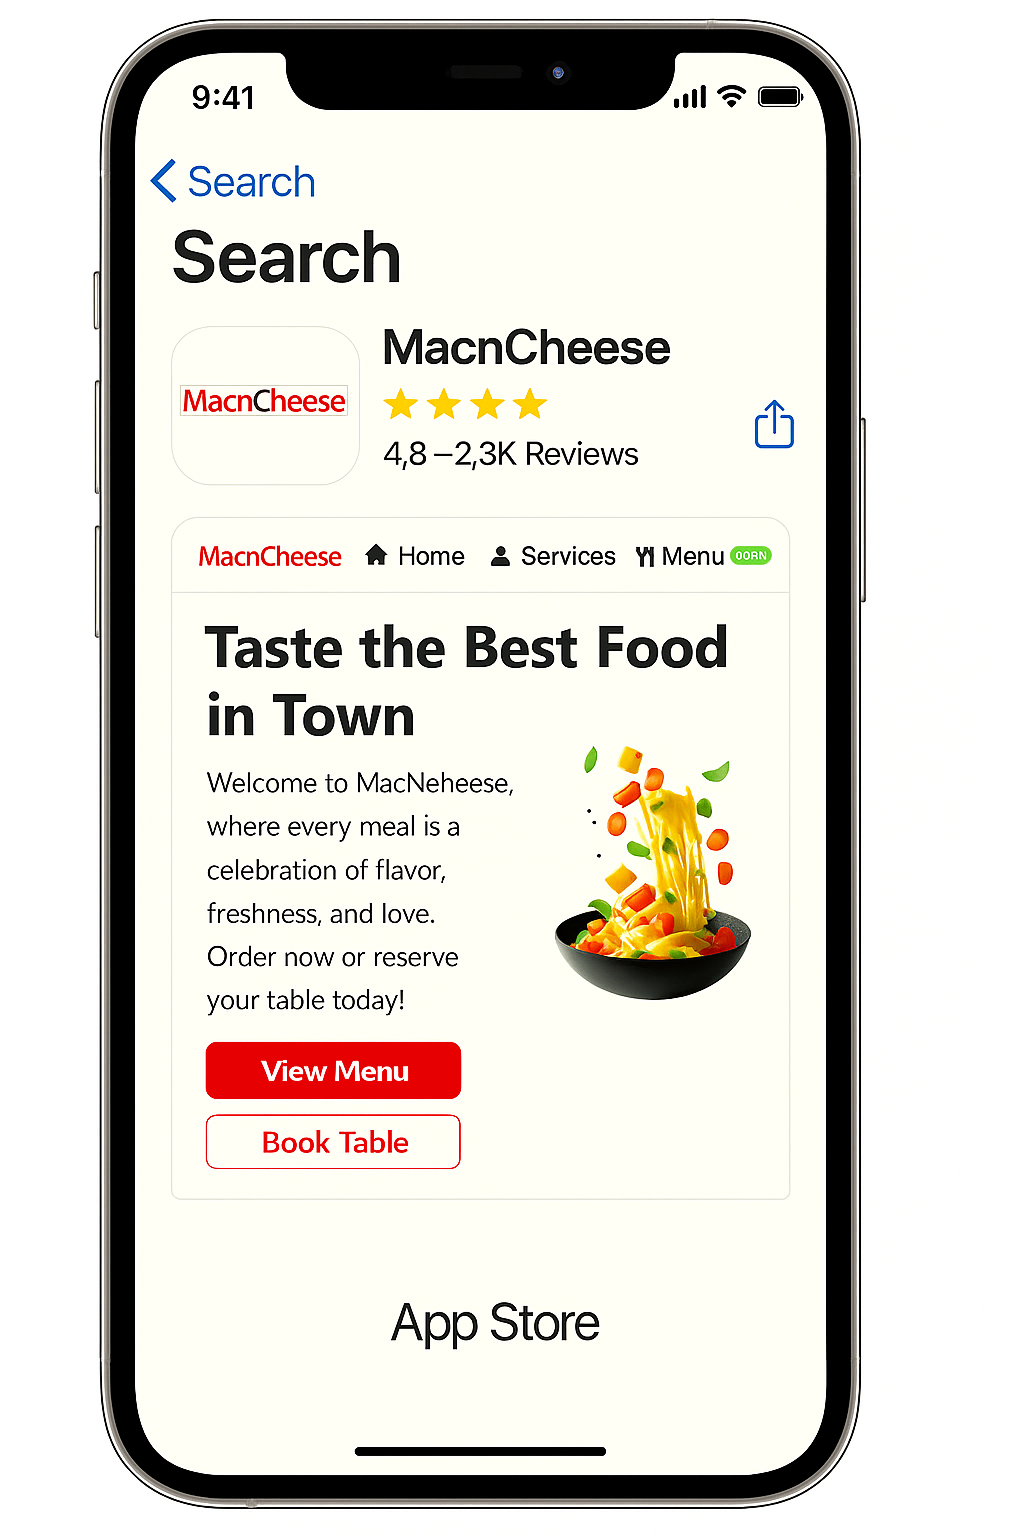 9:41
Search
Search
MacnCheese
MacnCheese
4,8 –2,3K Reviews
MacnCheese Home Services Menu OORN
Taste the Best Food
in Town
Welcome to MacNeheese,
where every meal is a
celebration of flavor,
freshness, and love.
Order now or reserve
your table today!
View Menu
Book Table
App Store